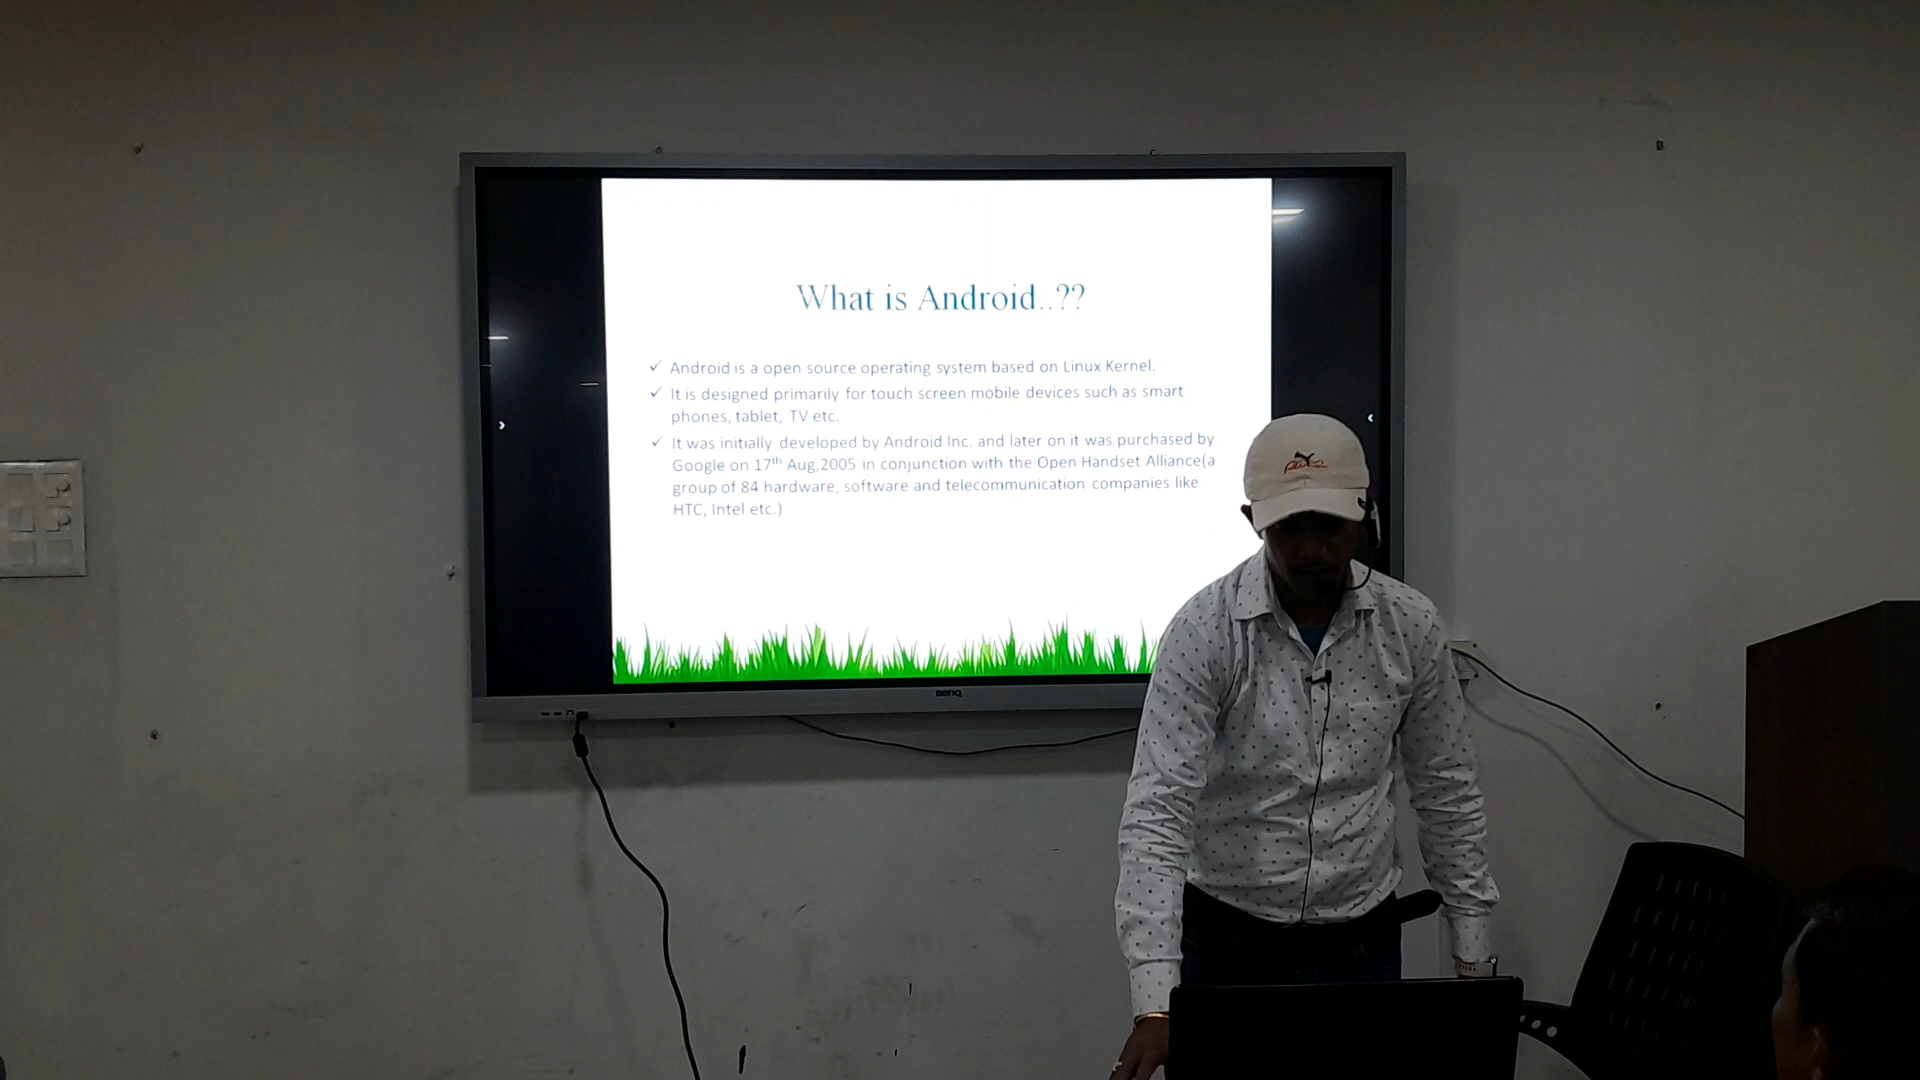 What is Android..??
✓ Android is a open source operating system based on Linux Kernel.
✓ It is designed primarily for touch screen mobile devices such as smart
phones, tablet, TV etc.
✓ It was initially developed by Android Inc. and later on it was purchased by
Google on 17th Aug,2005 in conjunction with the Open Handset Alliance(a
group of 84 hardware, software and telecommunication companies like
HTC, Intel etc.)
BenQ